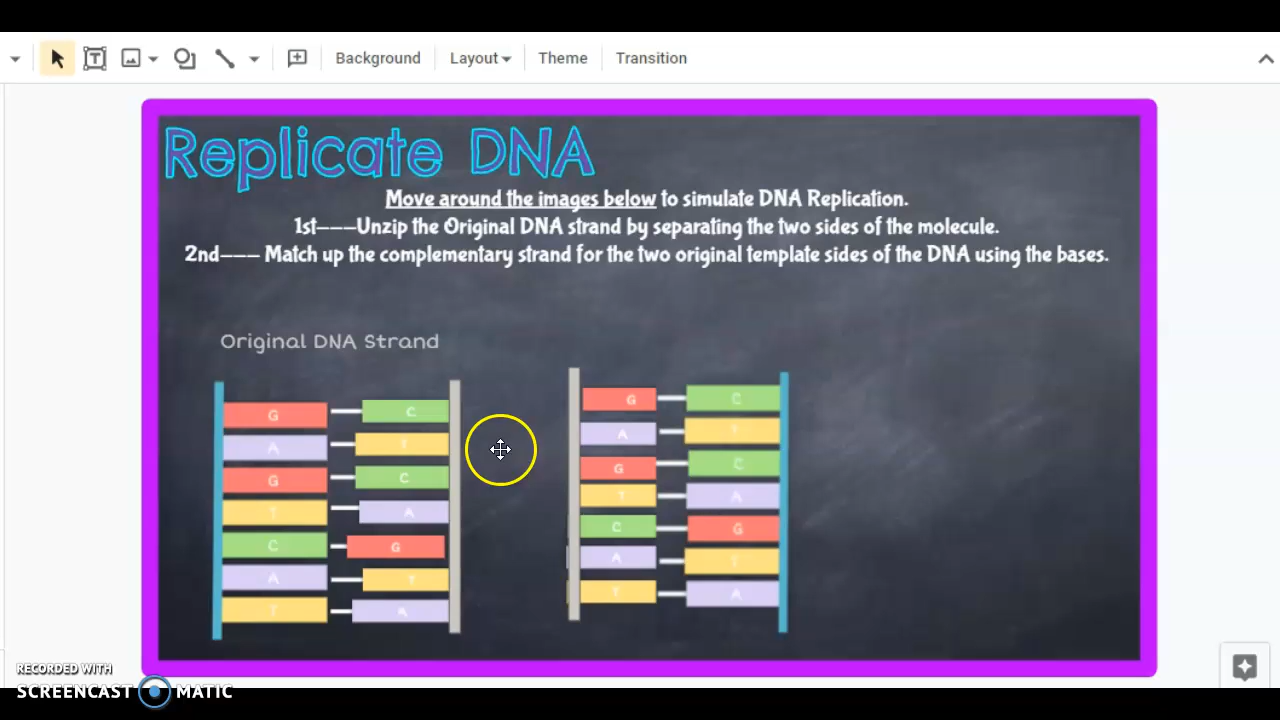 Background Layout Theme Transition
Replicate DNA
Move around the images below to simulate DNA Replication.
1st---Unzip the Original DNA strand by separating the two sides of the molecule.
2nd--- Match up the complementary strand for the two original template sides of the DNA using the bases.
Original DNA Strand
G C G C
A T A T
G C G C
T A T A
C G C G
A T A T
T A T A
RECORDED WITH
SCREENCAST MATIC